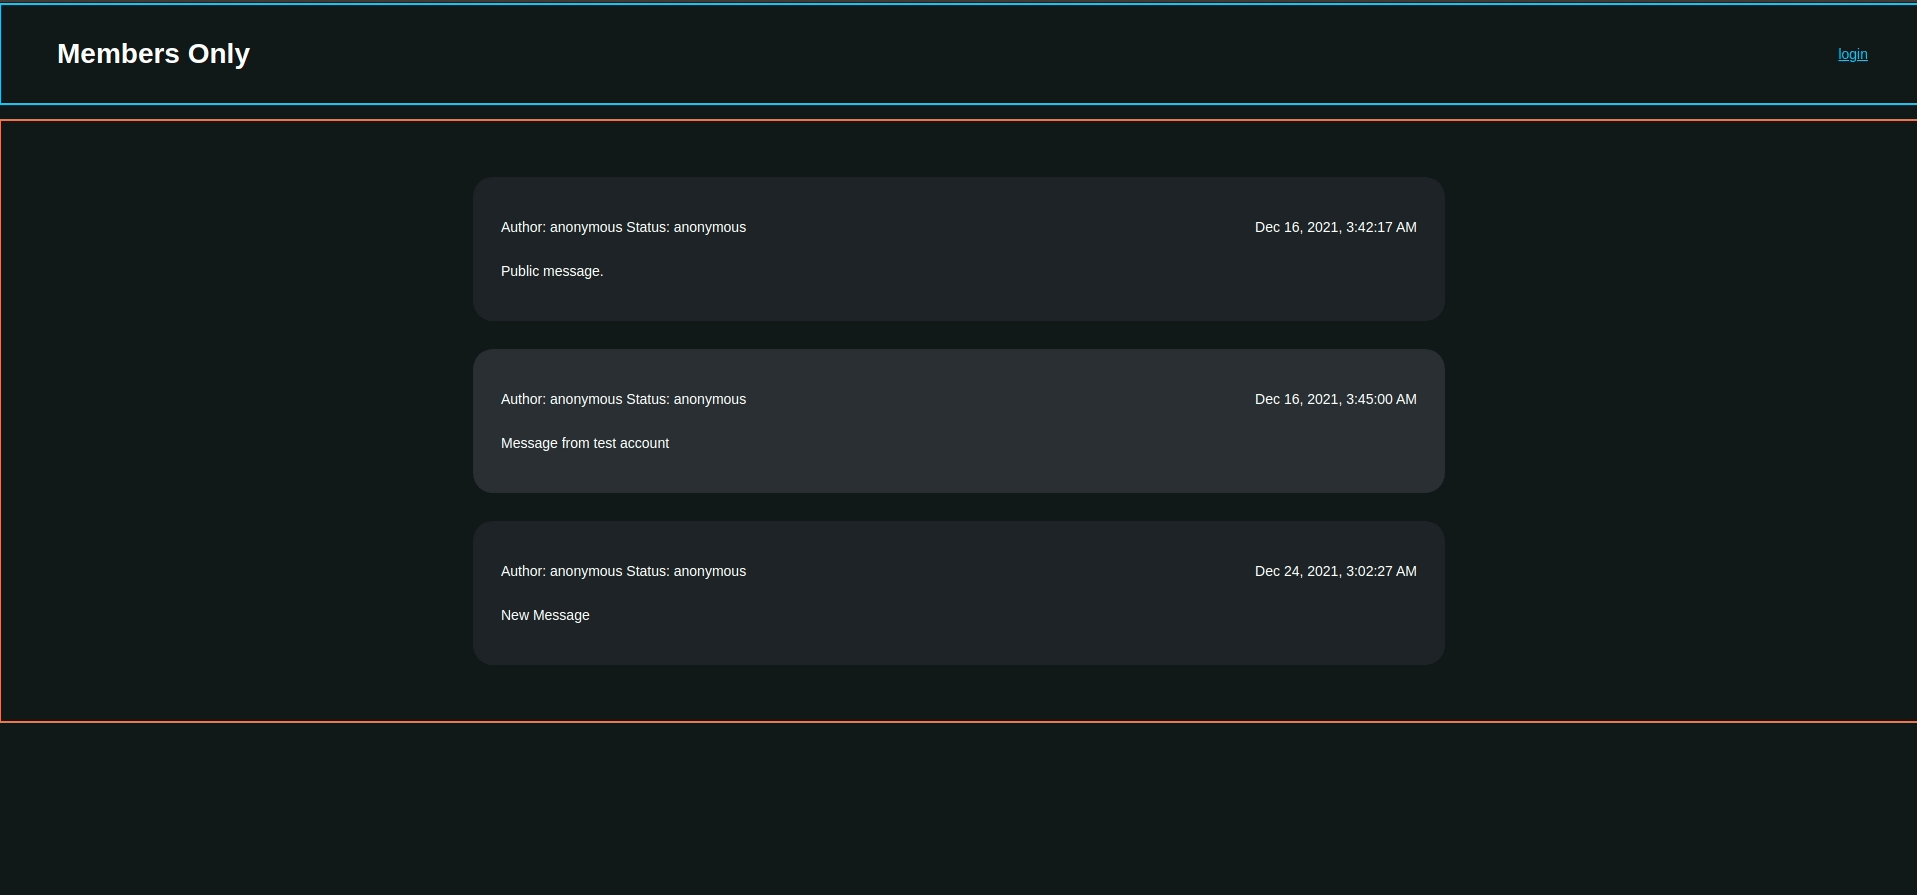 Members Only
login
Author: anonymous Status: anonymous
Dec 16, 2021, 3:42:17 AM
Public message.
Author: anonymous Status: anonymous
Dec 16, 2021, 3:45:00 AM
Message from test account
Author: anonymous Status: anonymous
Dec 24, 2021, 3:02:27 AM
New Message